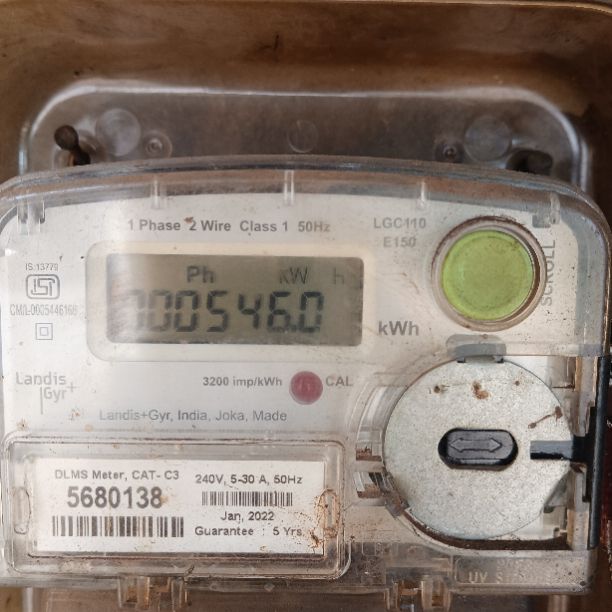 1 Phase 2 Wire Class 1 50Hz
LGC110
E150
SCROLL
IS:13779
CM/L-0005446166
Ph kW h
000546.0
kWh
Landis
Gyr+
3200 imp/kWh CAL
Landis+Gyr, India, Joka, Made
DLMS Meter, CAT- C3
5680138
240V, 5-30 A, 50Hz
Jan, 2022
Guarantee : 5 Yrs
UV